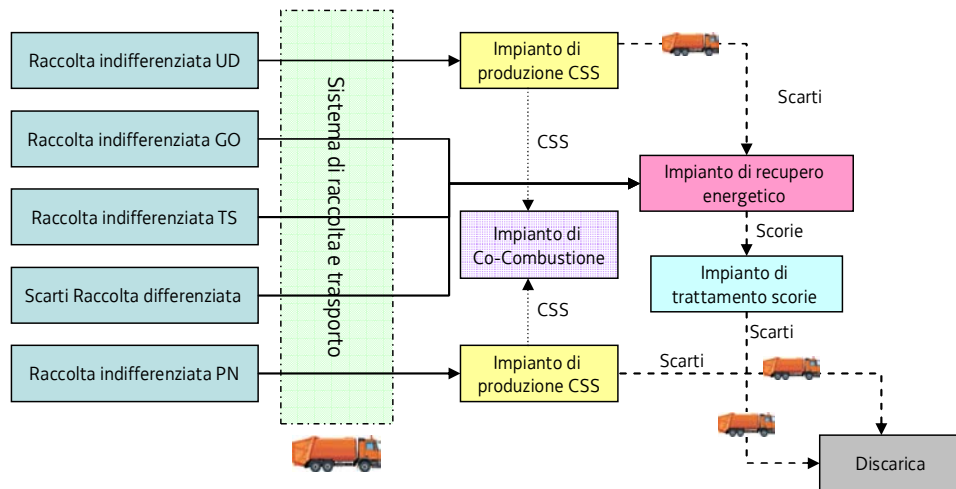 Raccolta indifferenziata UD
Raccolta indifferenziata GO
Raccolta indifferenziata TS
Scarti Raccolta differenziata
Raccolta indifferenziata PN
Sistema di raccolta e trasporto
Impianto di
produzione CSS
Scarti
CSS
Impianto di recupero
energetico
Scorie
Impianto di
Co-Combustione
Impianto di
trattamento scorie
CSS
Scarti
Impianto di
produzione CSS
Scarti
Discarica